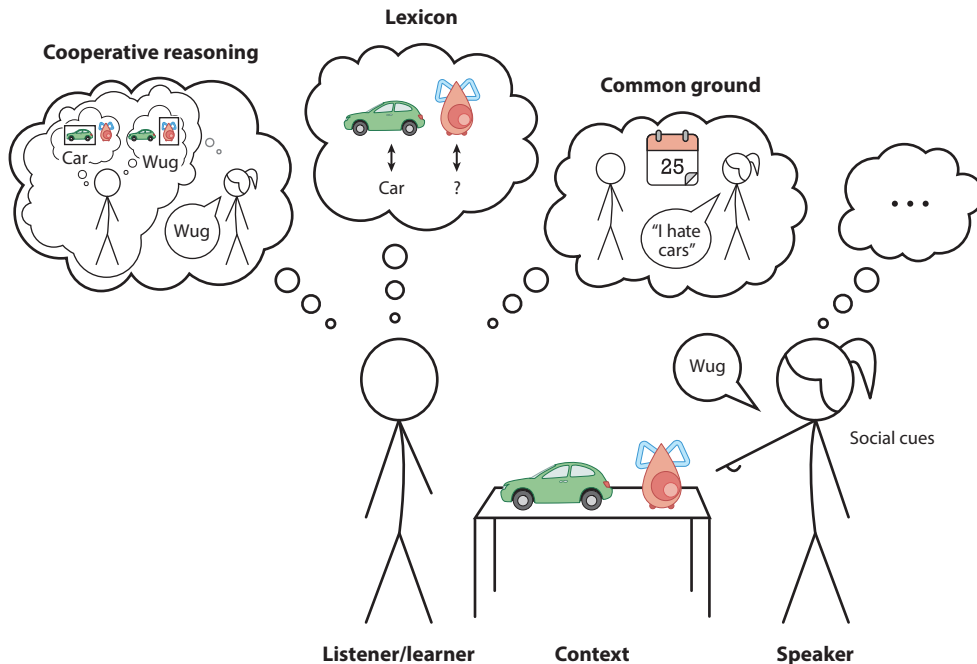 Lexicon
Cooperative reasoning
Car
Wug
Wug
Car
?
Common ground
25
“I hate
cars”
...
Wug
Social cues
Listener/learner
Context
Speaker